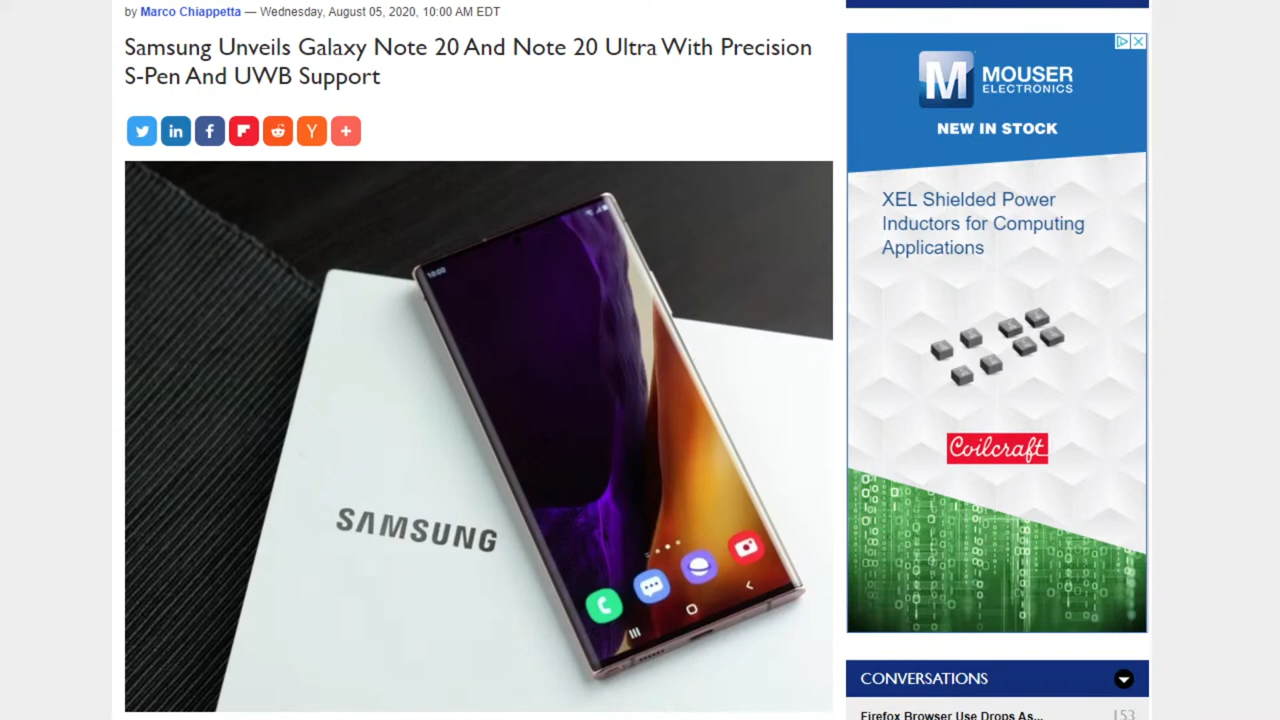 by Marco Chiappetta — Wednesday, August 05, 2020, 10:00 AM EDT
Samsung Unveils Galaxy Note 20 And Note 20 Ultra With Precision
S-Pen And UWB Support
10:00
SAMSUNG
M MOUSER
ELECTRONICS
NEW IN STOCK
XEL Shielded Power
Inductors for Computing
Applications
Coilcraft
CONVERSATIONS
Firefox Browser Use Drops As... 153